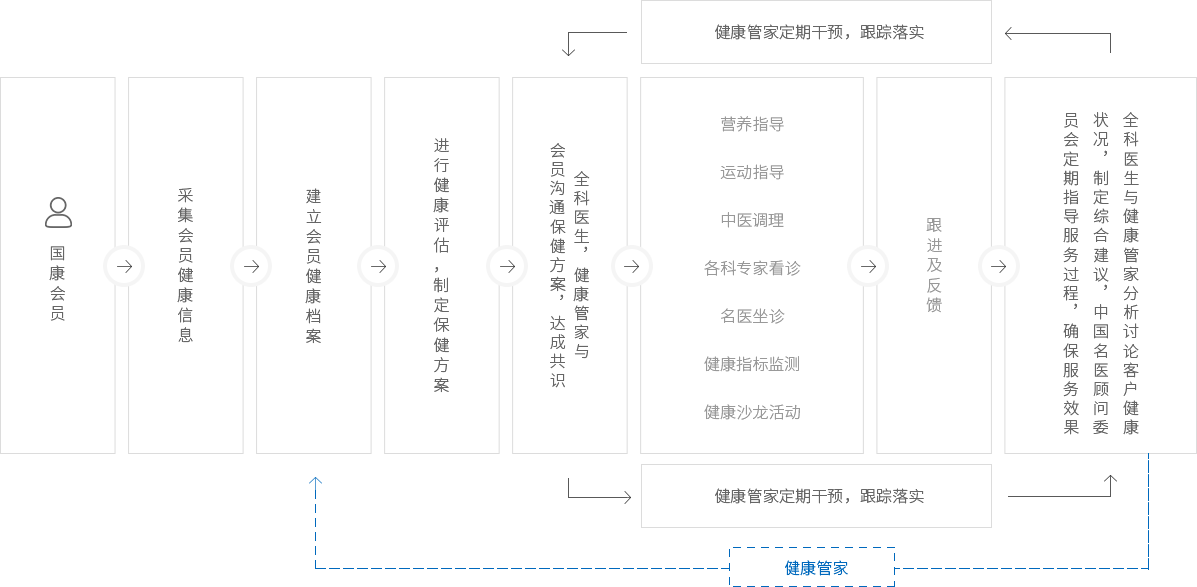 健康管家定期干预，跟踪落实
国康会员
采集会员健康信息
建立会员健康档案
进行健康评估，制定保健方案
全科医生，健康管家与
会员沟通保健方案，达成共识
营养指导
运动指导
中医调理
各科专家看诊
名医坐诊
健康指标监测
健康沙龙活动
跟进及反馈
全科医生与健康管家分析讨论客户健康
状况，制定综合建议，中国名医顾问委
员会定期指导服务过程，确保服务效果
健康管家定期干预，跟踪落实
健康管家